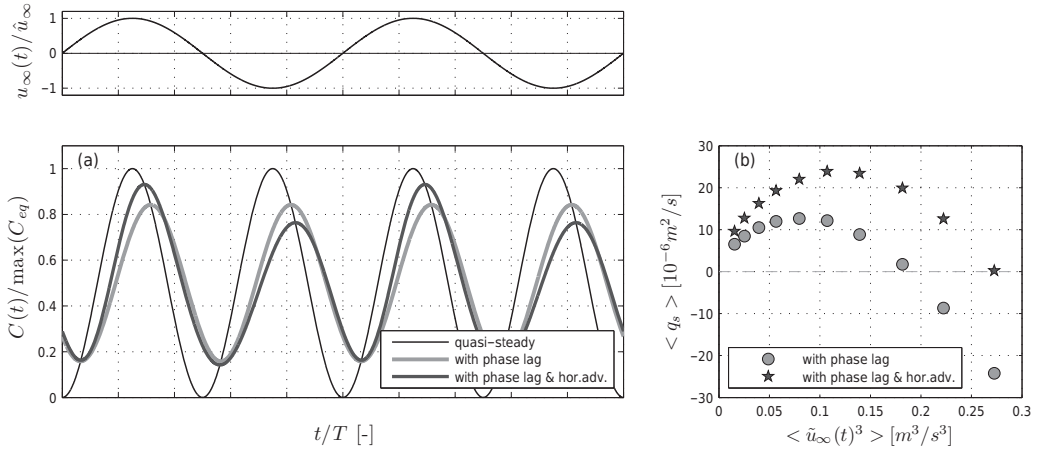 u∞(t)/û∞
1
0
−1
(a)
C(t)/max(C_eq)
1
0.8
0.6
0.4
0.2
0
quasi−steady
with phase lag
with phase lag & hor.adv.
t/T [-]
(b)
< q_s > [10^−6 m^2/s]
30
20
10
0
−10
−20
−30
with phase lag
with phase lag & hor.adv.
0 0.05 0.1 0.15 0.2 0.25 0.3
< ũ∞(t)^3 > [m^3/s^3]